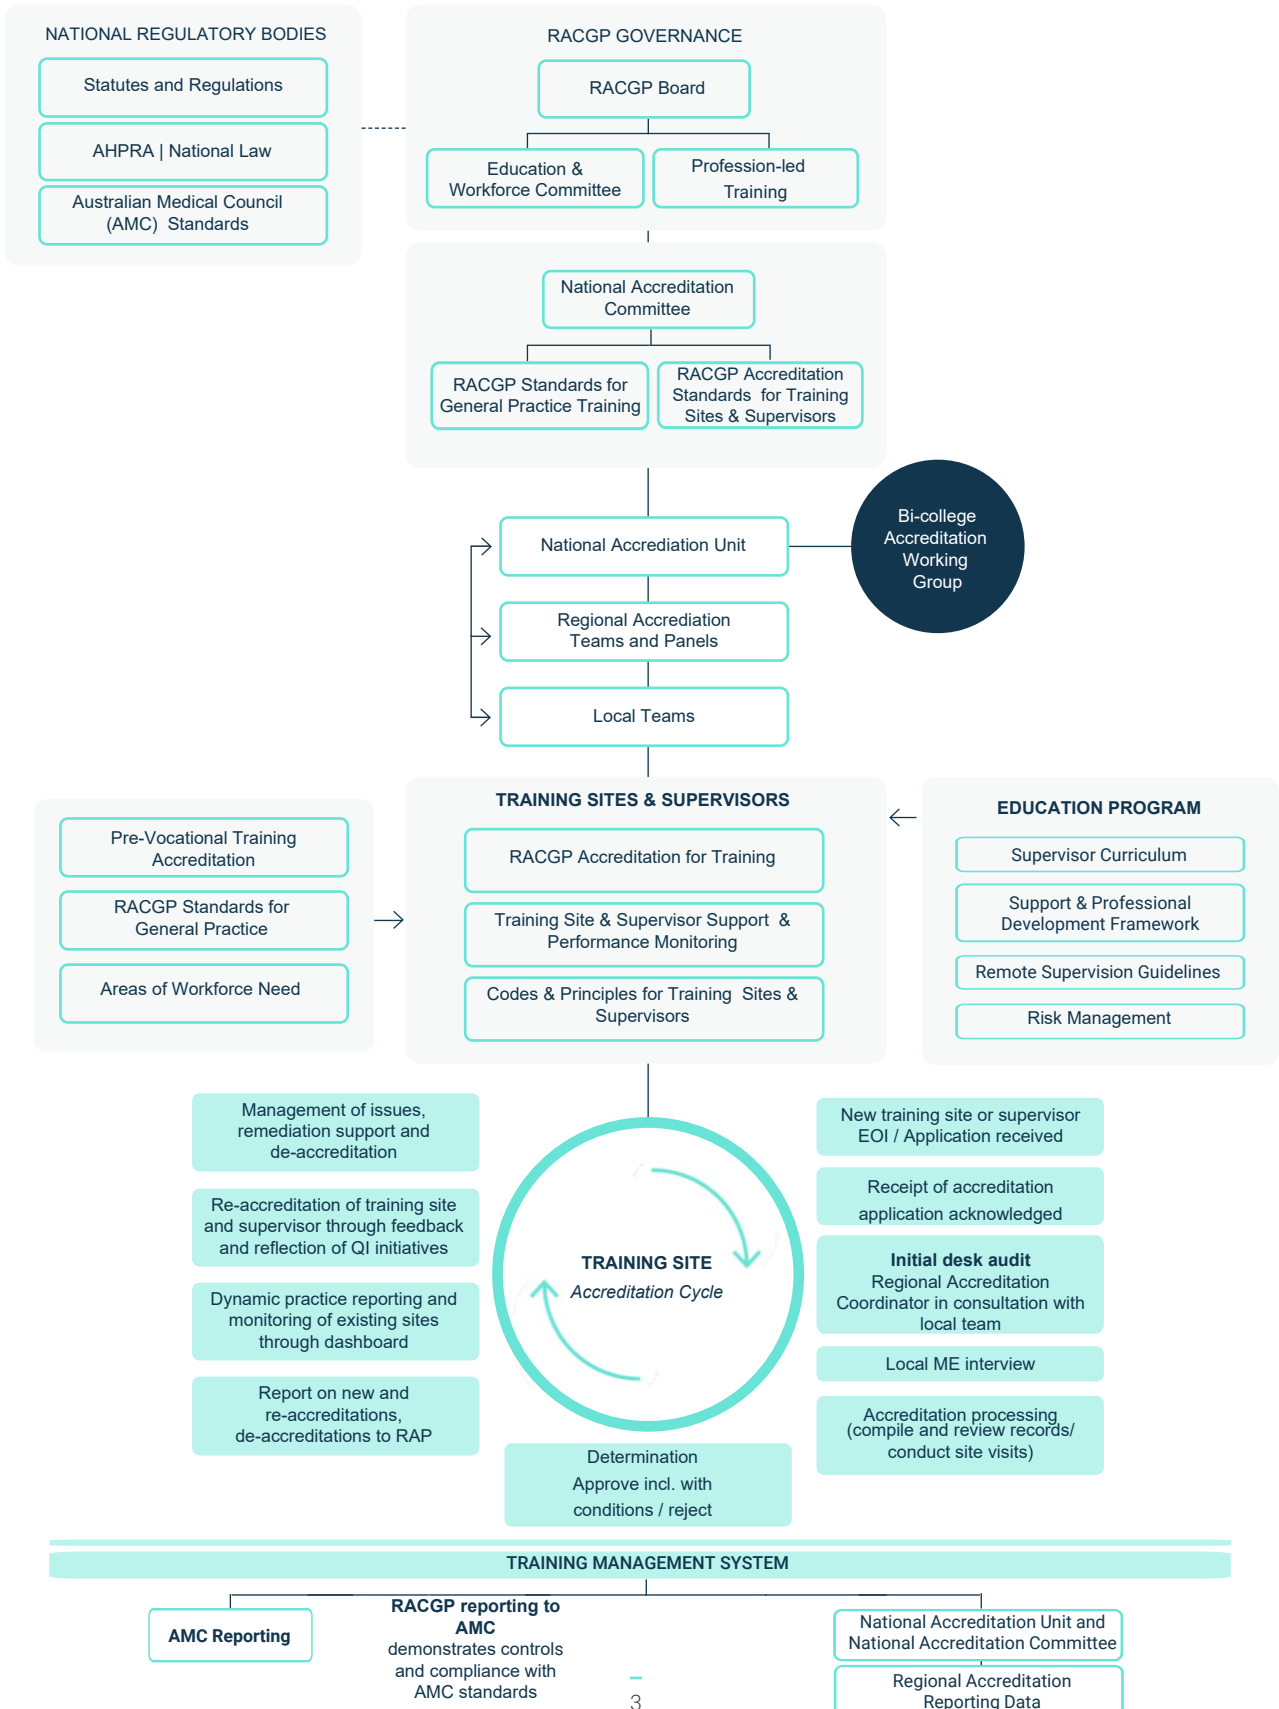 NATIONAL REGULATORY BODIES
Statutes and Regulations
AHPRA | National Law
Australian Medical Council
(AMC) Standards
RACGP GOVERNANCE
RACGP Board
Education &
Workforce Committee
Profession-led
Training
National Accreditation
Committee
RACGP Standards for
General Practice Training
RACGP Accreditation
Standards for Training
Sites & Supervisors
National Accrediation Unit
Bi-college
Accreditation
Working
Group
Regional Accrediation
Teams and Panels
Local Teams
Pre-Vocational Training
Accreditation
RACGP Standards for
General Practice
Areas of Workforce Need
TRAINING SITES & SUPERVISORS
RACGP Accreditation for Training
Training Site & Supervisor Support &
Performance Monitoring
Codes & Principles for Training Sites &
Supervisors
EDUCATION PROGRAM
Supervisor Curriculum
Support & Professional
Development Framework
Remote Supervision Guidelines
Risk Management
Management of issues,
remediation support and
de-accreditation
Re-accreditation of training site
and supervisor through feedback
and reflection of QI initiatives
Dynamic practice reporting and
monitoring of existing sites
through dashboard
Report on new and
re-accreditations,
de-accreditations to RAP
TRAINING SITE
Accreditation Cycle
New training site or supervisor
EOI / Application received
Receipt of accreditation
application acknowledged
Initial desk audit
Regional Accreditation
Coordinator in consultation with
local team
Local ME interview
Accreditation processing
(compile and review records/
conduct site visits)
Determination
Approve incl. with
conditions / reject
TRAINING MANAGEMENT SYSTEM
AMC Reporting
RACGP reporting to
AMC
demonstrates controls
and compliance with
AMC standards
National Accreditation Unit and
National Accreditation Committee
Regional Accreditation
Reporting Data
3